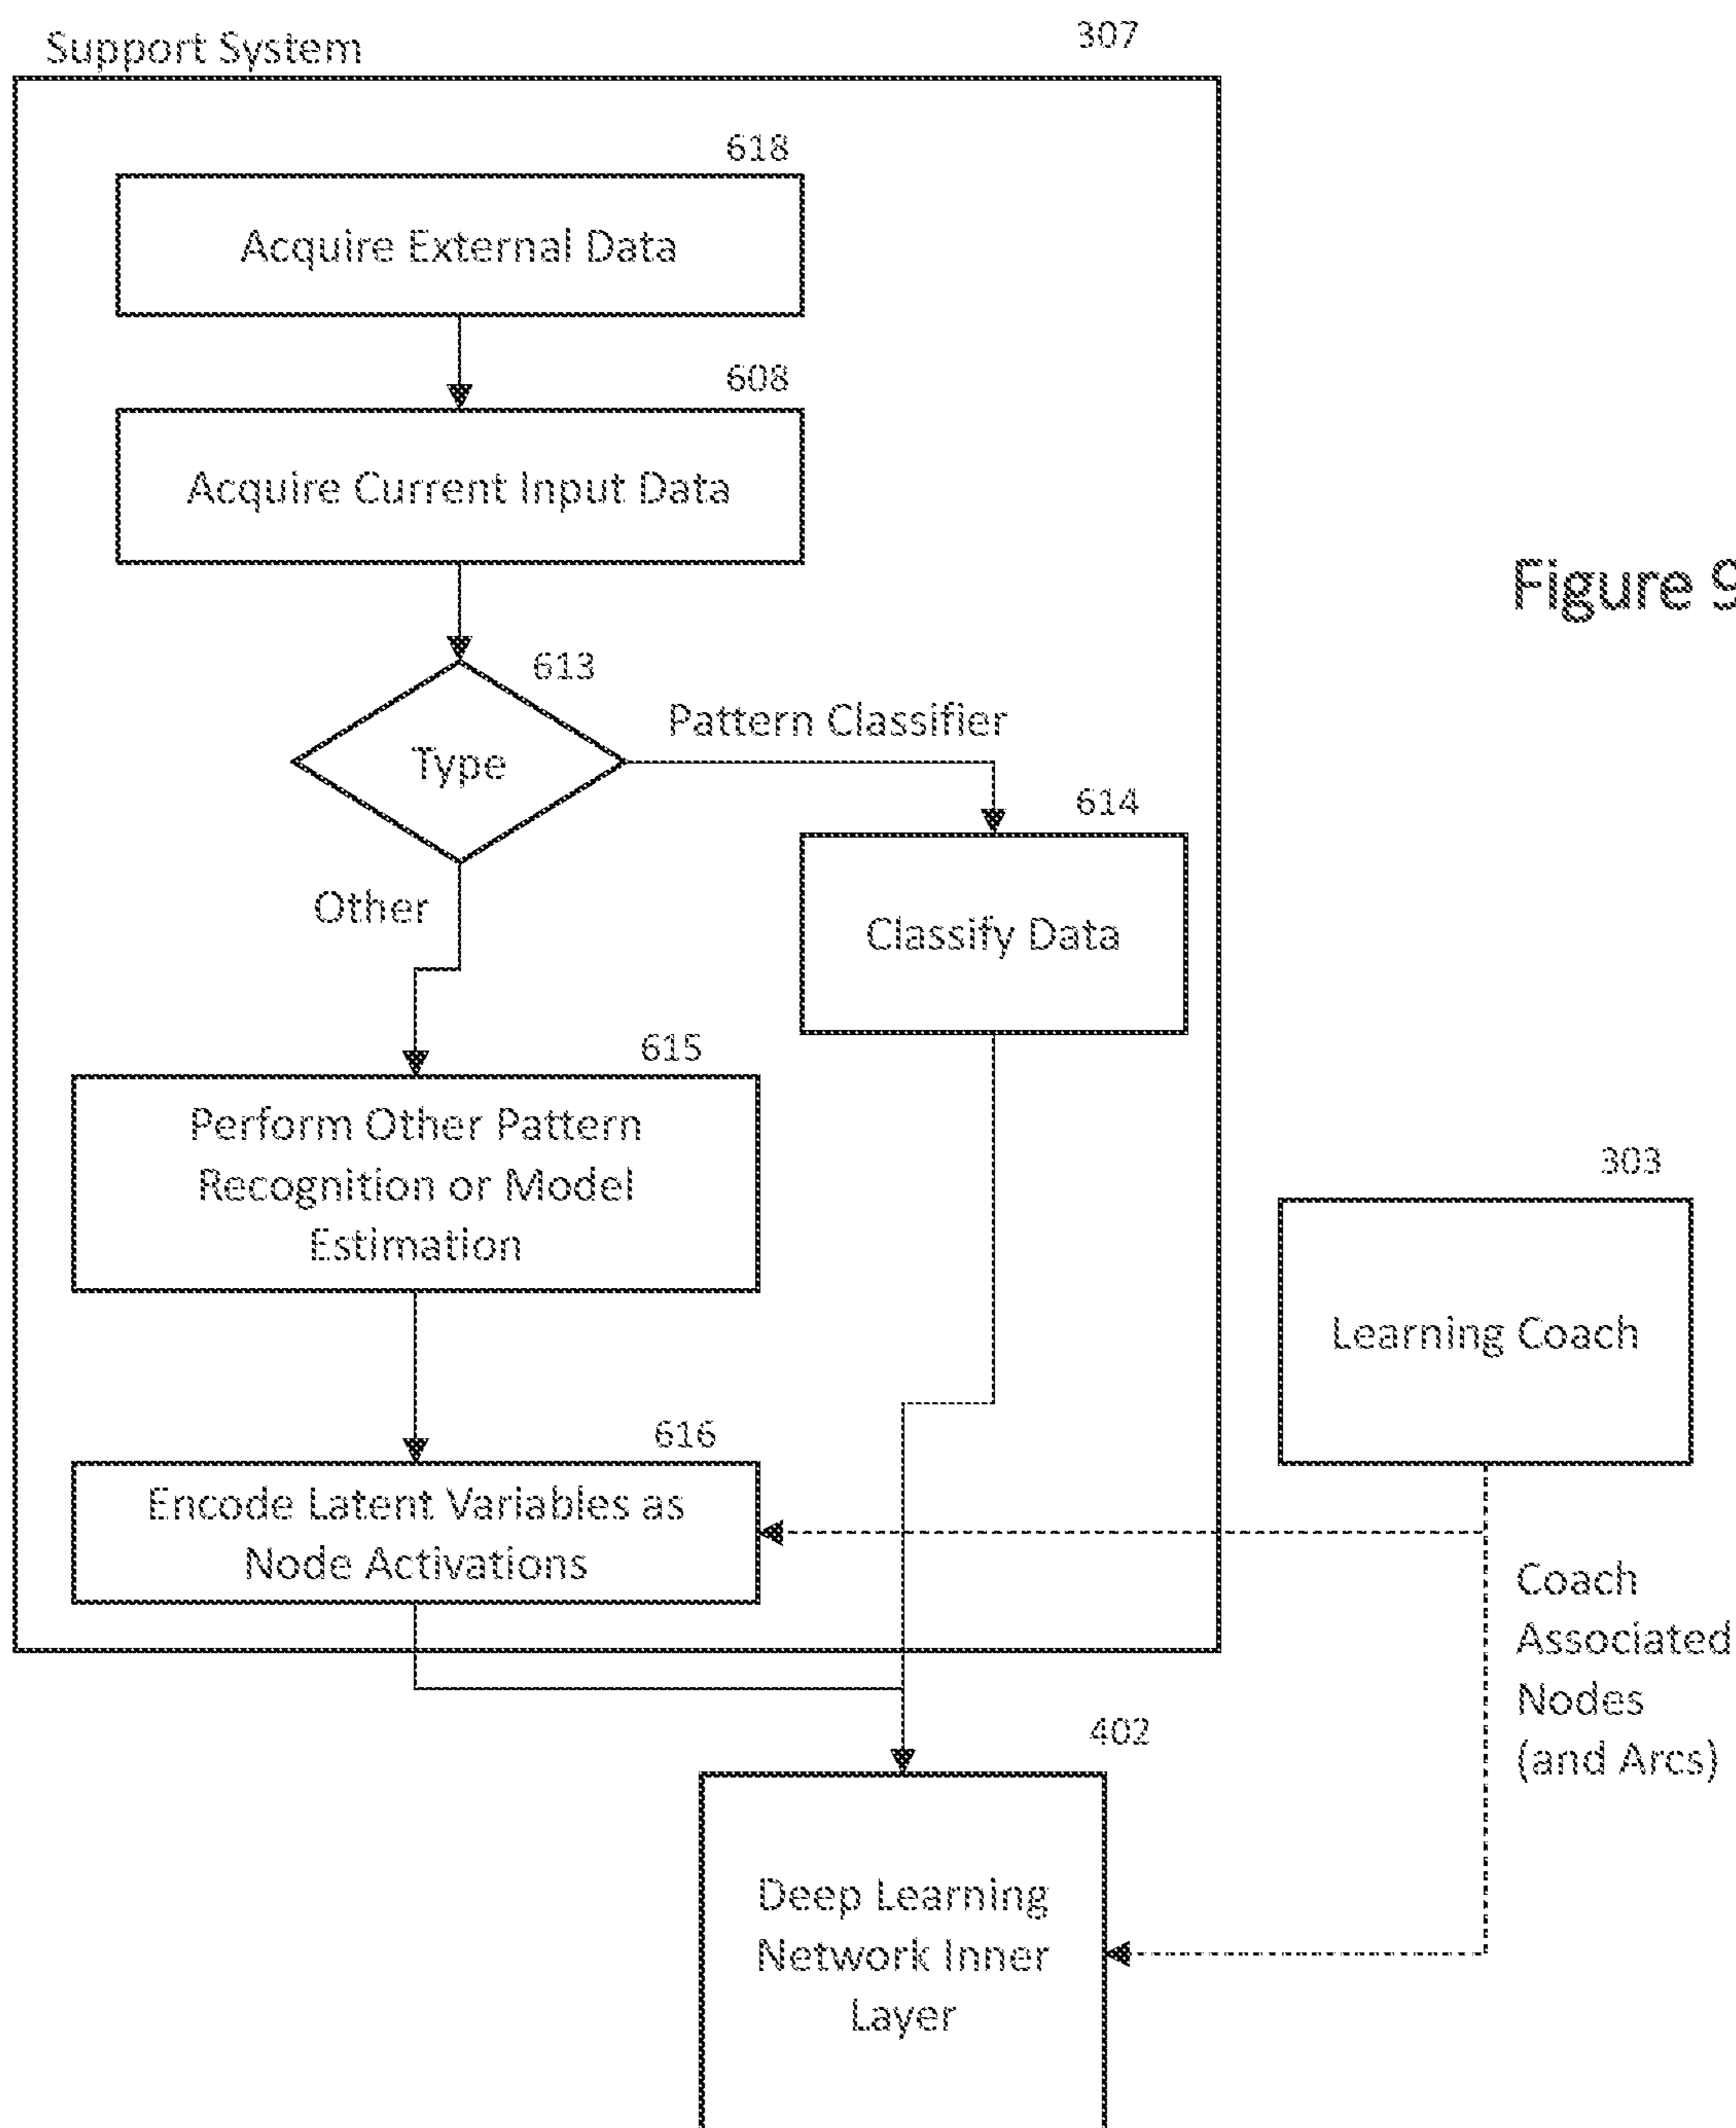 Support System
307
618
Acquire External Data
608
Acquire Current Input Data
Figure 9
613
Pattern Classifier
Type
614
Other
Classify Data
615
Perform Other Pattern
Recognition or Model
Estimation
303
Learning Coach
616
Encode Latent Variables as
Node Activations
Coach
Associated
Nodes
(and Arcs)
402
Deep Learning
Network Inner
Layer